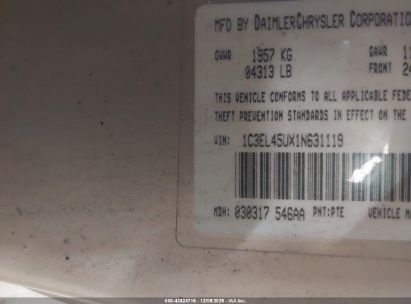 MFD BY DAIMLERCHRYSLER CORPORATION
GVWR 1957 KG GAWR
04313 LB FRONT
THIS VEHICLE CONFORMS TO ALL APPLICABLE FEDE
THEFT PREVENTION STANDARDS IN EFFECT ON THE
VIN: 1C3EL45UX1N631119
MDH: 030317 546AA PNT:PTE VEHICLE M